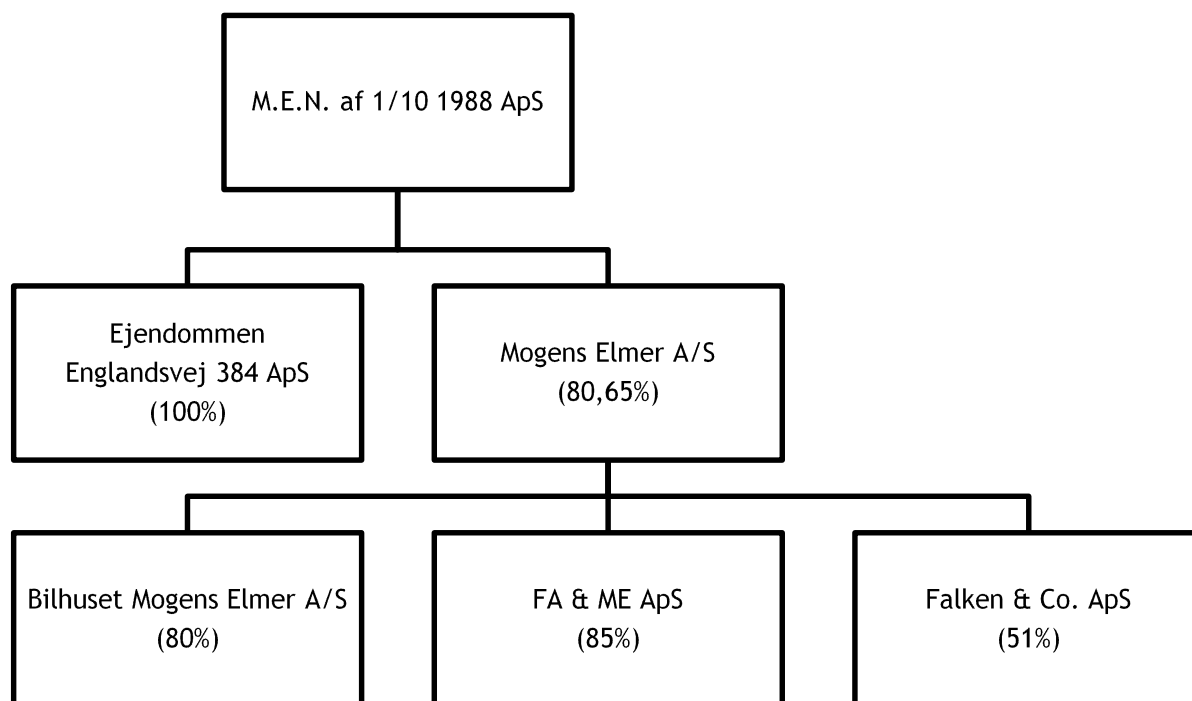 M.E.N. af 1/10 1988 ApS
Ejendommen
Englandsvej 384 ApS
(100%)
Mogens Elmer A/S
(80,65%)
Bilhuset Mogens Elmer A/S
(80%)
FA & ME ApS
(85%)
Falken & Co. ApS
(51%)